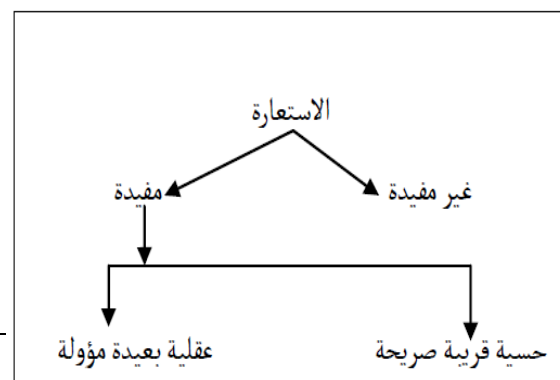 الاستعارة
غير مفيدة
مفيدة
حسية قريبة صريحة
عقلية بعيدة مؤولة